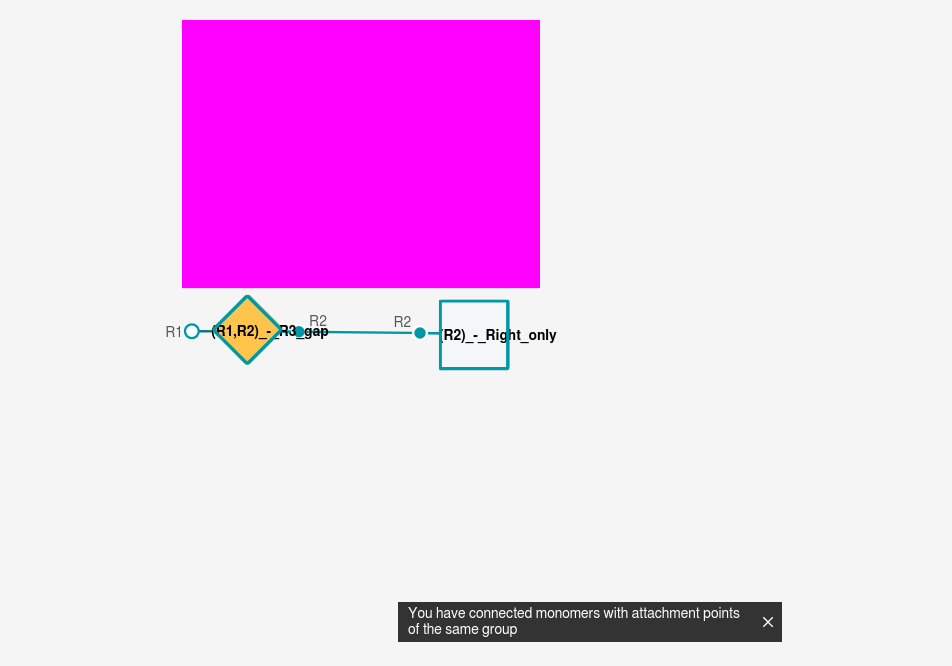 R1
(R1,R2)_-_R3_gap
R2
R2
(R2)_-_Right_only
You have connected monomers with attachment points
of the same group